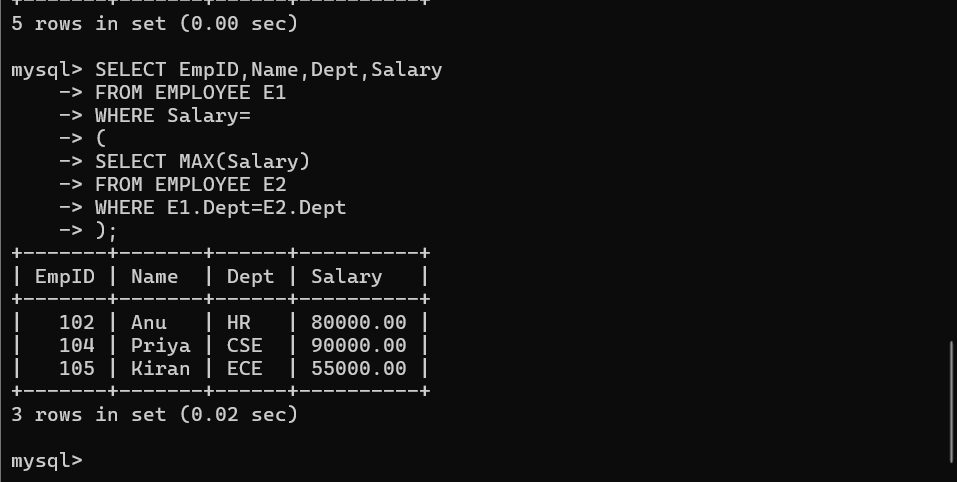 5 rows in set (0.00 sec)
mysql> SELECT EmpID,Name,Dept,Salary
    -> FROM EMPLOYEE E1
    -> WHERE Salary=
    -> (
    -> SELECT MAX(Salary)
    -> FROM EMPLOYEE E2
    -> WHERE E1.Dept=E2.Dept
    -> );
+-------+-------+------+----------+
| EmpID | Name  | Dept | Salary   |
+-------+-------+------+----------+
|   102 | Anu   | HR   | 80000.00 |
|   104 | Priya | CSE  | 90000.00 |
|   105 | Kiran | ECE  | 55000.00 |
+-------+-------+------+----------+
3 rows in set (0.02 sec)
mysql>